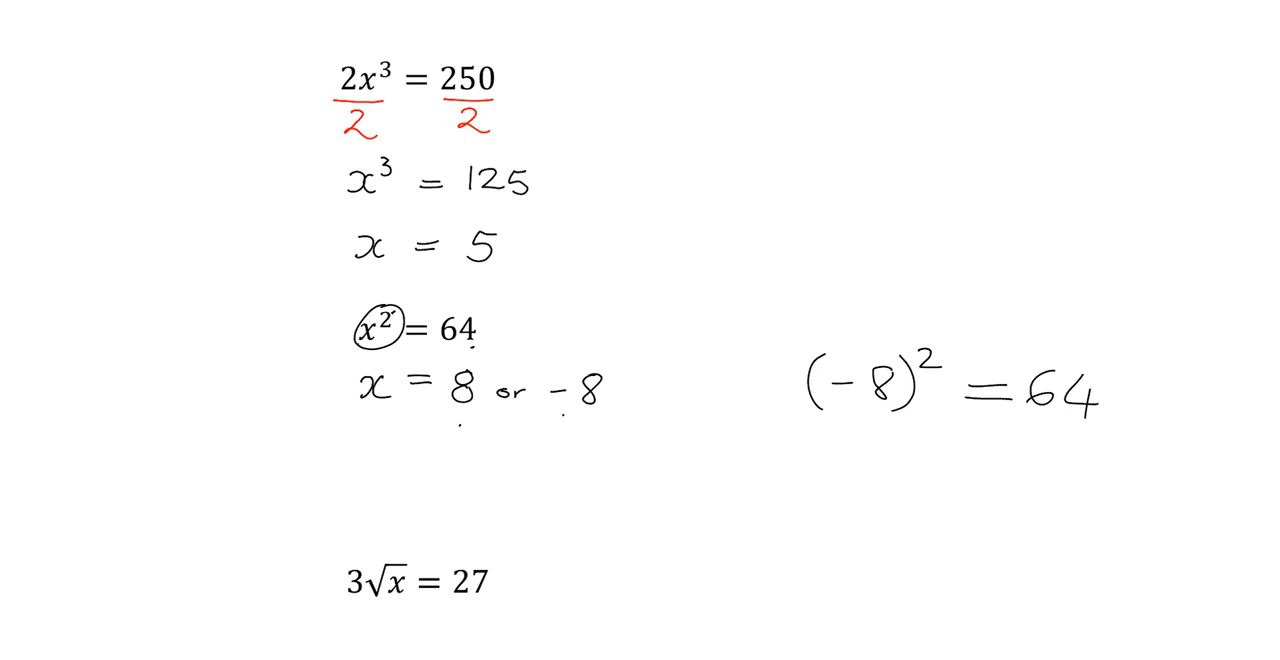 2x³ = 250
2 2
x³ = 125
x = 5
x² = 64
x = 8 or -8
(-8)² = 64
3√x = 27